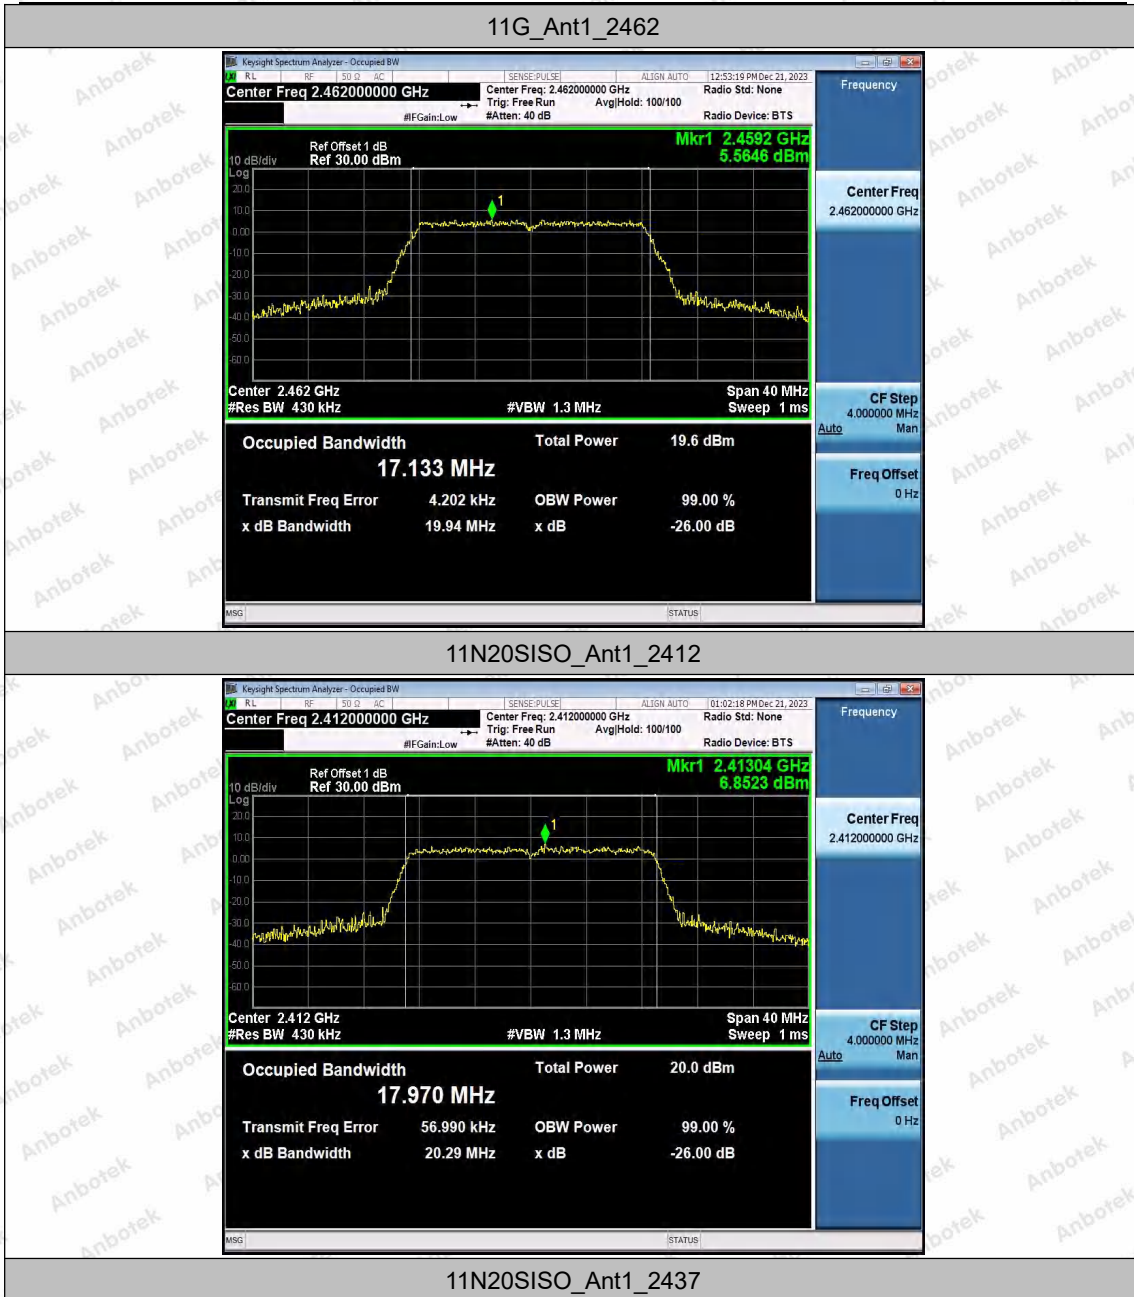 11G_Ant1_2462
Keysight Spectrum Analyzer - Occupied BW
LXI RL RF 50 Ω AC SENSE:PULSE ALIGN AUTO 12:53:19 PM Dec 21, 2023
Center Freq 2.462000000 GHz
Center Freq: 2.462000000 GHz Radio Std: None
Trig: Free Run Avg|Hold: 100/100
#IFGain:Low #Atten: 40 dB Radio Device: BTS
Frequency
Mkr1 2.4592 GHz
5.5646 dBm
Ref Offset 1 dB
10 dB/div Ref 30.00 dBm
Log
20.0
10.0
0.00
-10.0
-20.0
-30.0
-40.0
-50.0
-60.0
1
Center Freq
2.462000000 GHz
Center 2.462 GHz Span 40 MHz
#Res BW 430 kHz #VBW 1.3 MHz Sweep 1 ms
CF Step
4.000000 MHz
Auto Man
Occupied Bandwidth Total Power 19.6 dBm
17.133 MHz
Transmit Freq Error 4.202 kHz OBW Power 99.00 %
x dB Bandwidth 19.94 MHz x dB -26.00 dB
Freq Offset
0 Hz
MSG STATUS
11N20SISO_Ant1_2412
Keysight Spectrum Analyzer - Occupied BW
LXI RL RF 50 Ω AC SENSE:PULSE ALIGN AUTO 01:02:18 PM Dec 21, 2023
Center Freq 2.412000000 GHz
Center Freq: 2.412000000 GHz Radio Std: None
Trig: Free Run Avg|Hold: 100/100
#IFGain:Low #Atten: 40 dB Radio Device: BTS
Frequency
Mkr1 2.41304 GHz
6.8523 dBm
Ref Offset 1 dB
10 dB/div Ref 30.00 dBm
Log
20.0
10.0
0.00
-10.0
-20.0
-30.0
-40.0
-50.0
-60.0
1
Center Freq
2.412000000 GHz
Center 2.412 GHz Span 40 MHz
#Res BW 430 kHz #VBW 1.3 MHz Sweep 1 ms
CF Step
4.000000 MHz
Auto Man
Occupied Bandwidth Total Power 20.0 dBm
17.970 MHz
Transmit Freq Error 56.990 kHz OBW Power 99.00 %
x dB Bandwidth 20.29 MHz x dB -26.00 dB
Freq Offset
0 Hz
MSG STATUS
11N20SISO_Ant1_2437